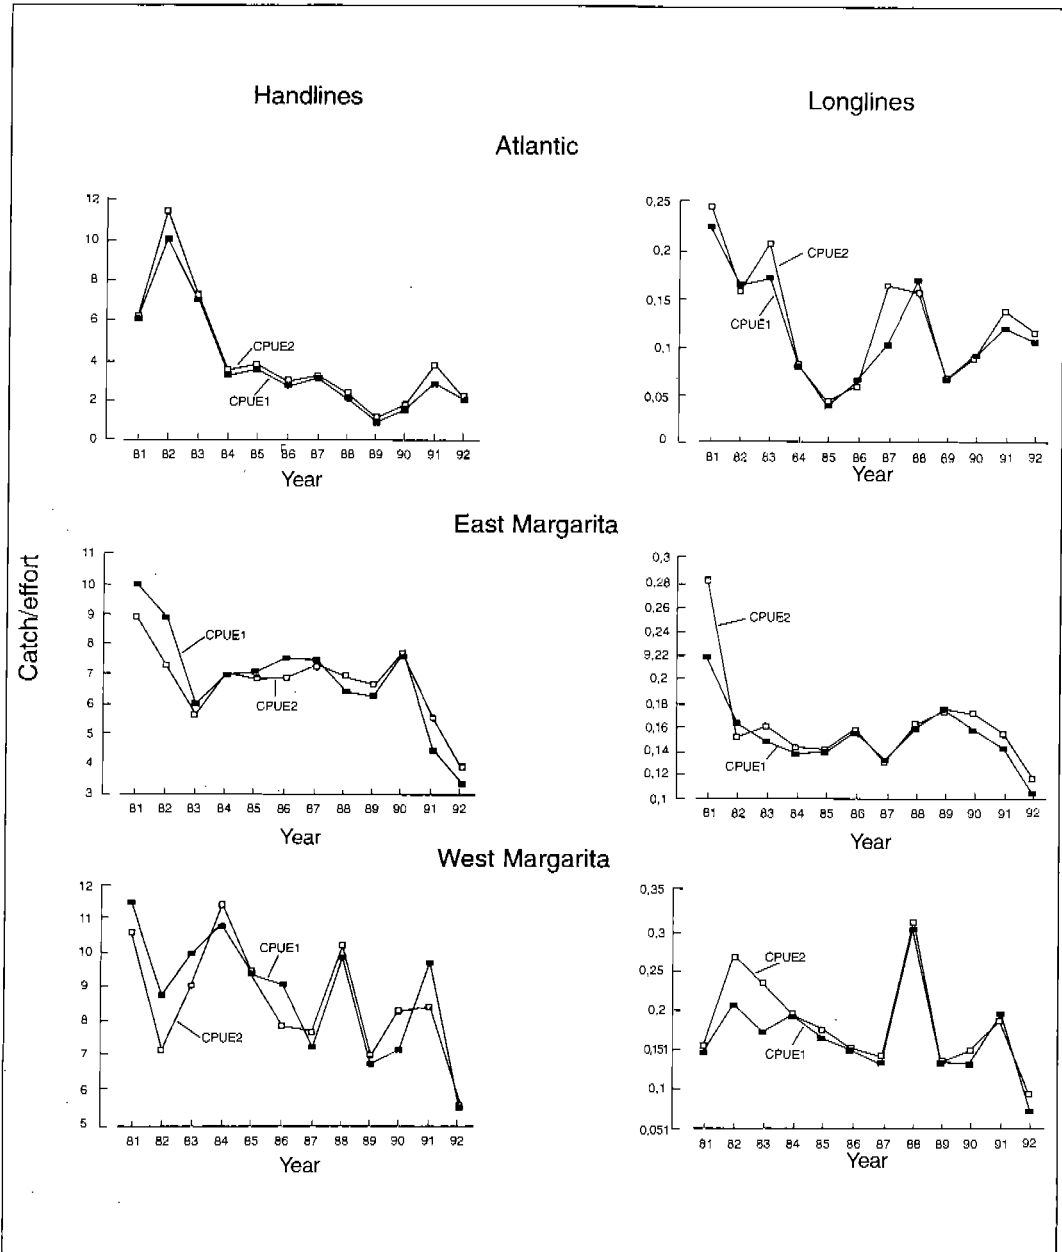 Handlines
Longlines
Atlantic
12
10
8
6
4
2
0
CPUE2
CPUE1
81 82 83 84 85 86 87 88 89 90 91 92
Year
0,25
0,2
0,15
0,1
0,05
0
CPUE2
CPUE1
81 82 83 84 85 86 87 88 89 90 91 92
Year
East Margarita
Catch/effort
11
10
9
8
7
6
5
4
3
CPUE1
CPUE2
81 82 83 84 85 86 87 88 89 90 91 92
Year
0,3
0,28
0,26
0,24
9,22
0,2
0,18
0,16
0,14
0,12
0,1
CPUE2
CPUE1
81 82 83 84 85 86 87 88 89 90 91 92
Year
West Margarita
12
11
10
9
8
7
6
5
CPUE1
CPUE2
81 82 83 84 85 86 87 88 89 90 91 92
Year
0,35
0,3
0,25
0,2
0,151
0,1
0,051
CPUE2
CPUE1
81 82 83 84 85 86 87 88 89 90 91 92
Year